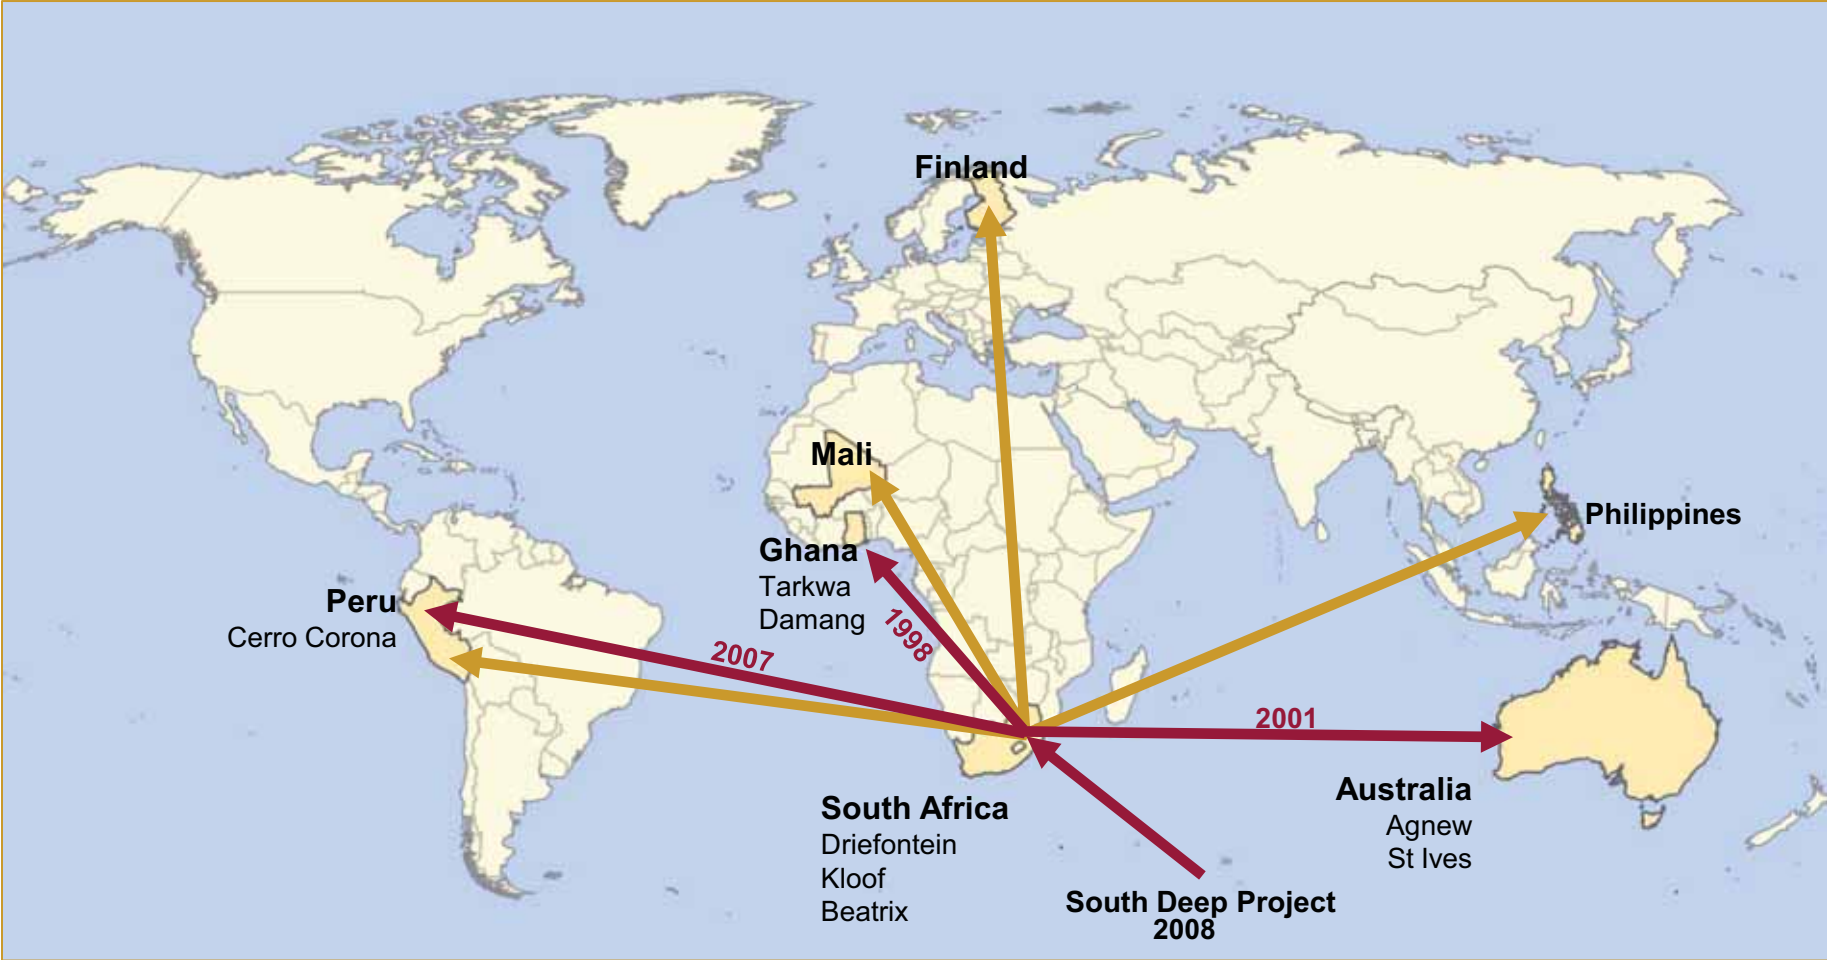 Finland
Mali
Philippines
Ghana
Tarkwa
Damang
1998
Peru
Cerro Corona
2007
2001
Australia
Agnew
St Ives
South Africa
Driefontein
Kloof
Beatrix
South Deep Project
2008